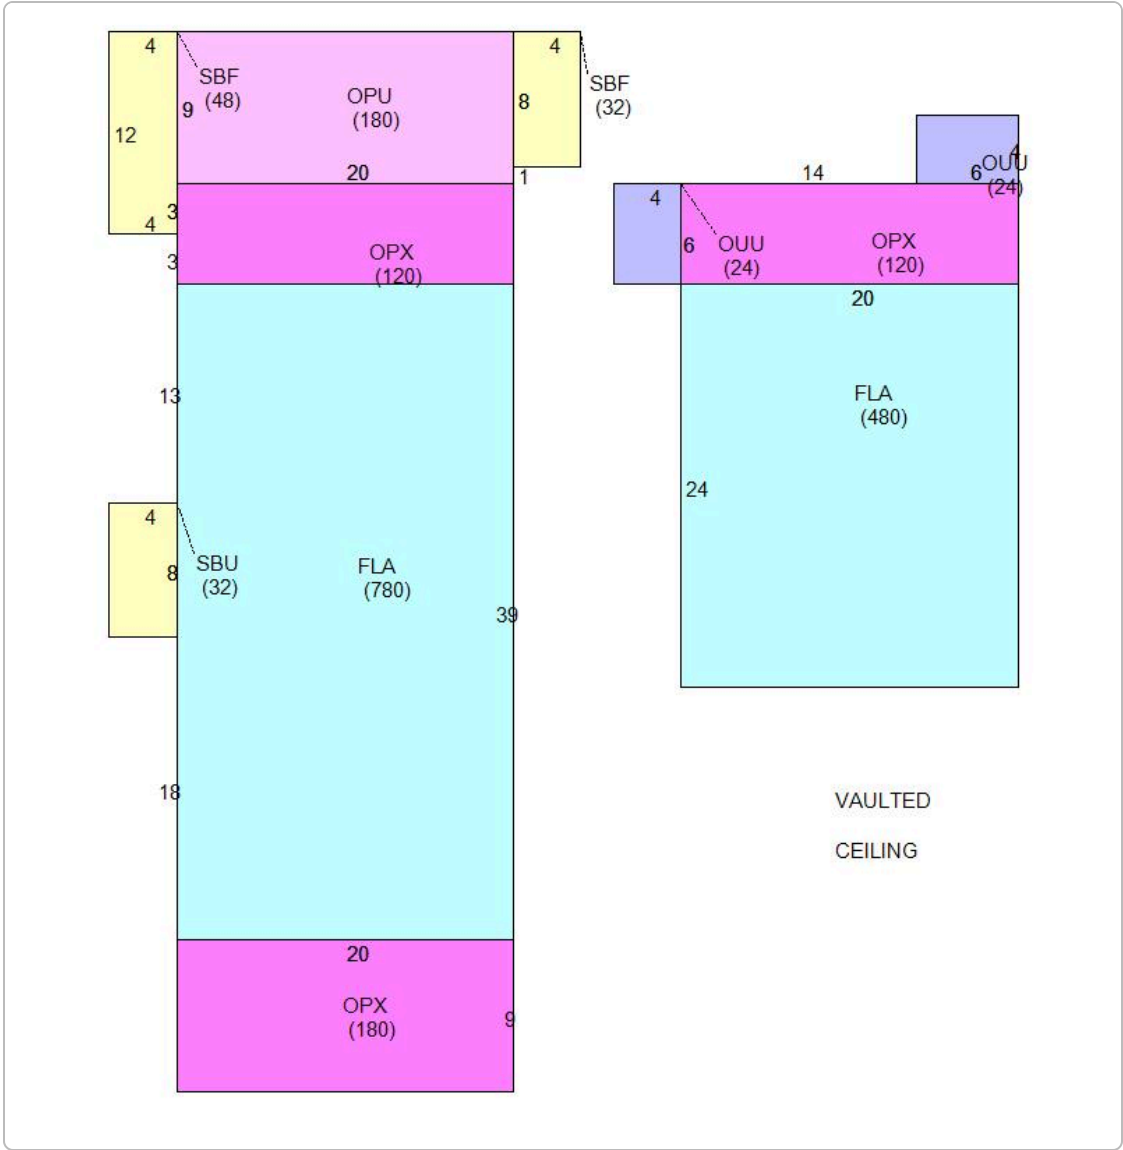 4
SBF
(48)
9
12
OPU
(180)
20
4
8
SBF
(32)
1
3
4
3
OPX
(120)
13
4
8
SBU
(32)
FLA
(780)
39
18
20
OPX
(180)
9
14
4
6
OUU
(24)
4
6
OUU
(24)
OPX
(120)
20
FLA
(480)
24
VAULTED
CEILING